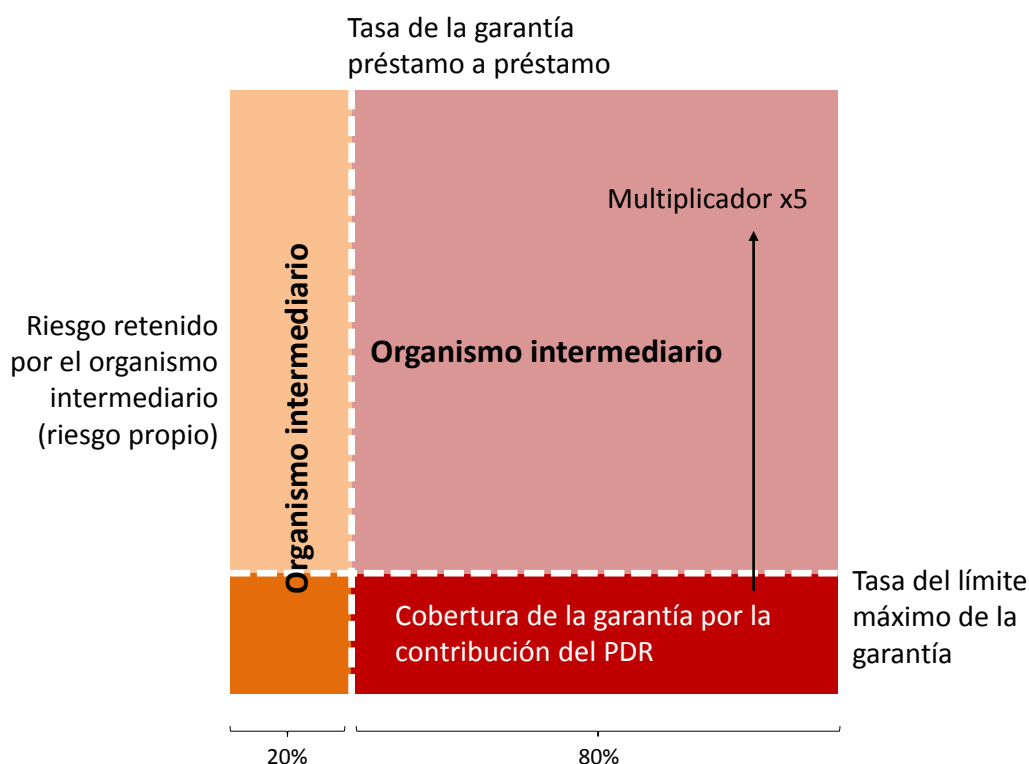 Tasa de la garantía
préstamo a préstamo
Multiplicador x5
Organismo intermediario
Riesgo retenido
por el organismo
intermediario
(riesgo propio)
Organismo intermediario
Cobertura de la garantía por la
contribución del PDR
Tasa del límite
máximo de la
garantía
20%
80%